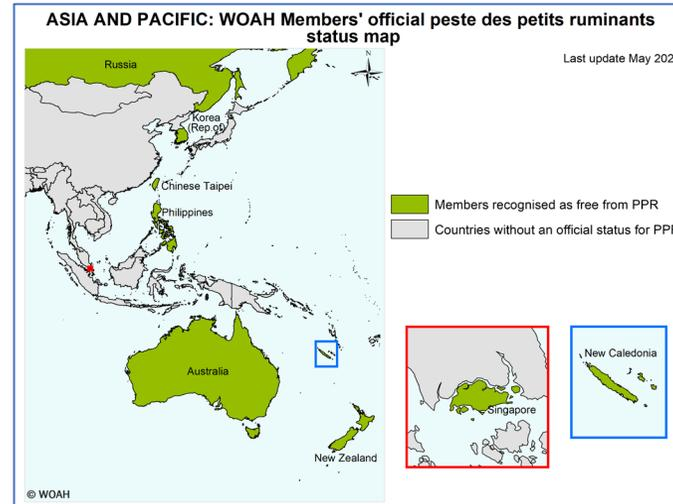 ASIA AND PACIFIC: WOAH Members' official peste des petits ruminants
status map
Last update May 202
Russia
Korea
(Rep.of)
Chinese Taipei
Philippines
Members recognised as free from PPR
Countries without an official status for PP
Australia
New Zealand
Singapore
New Caledonia
N
© WOAH